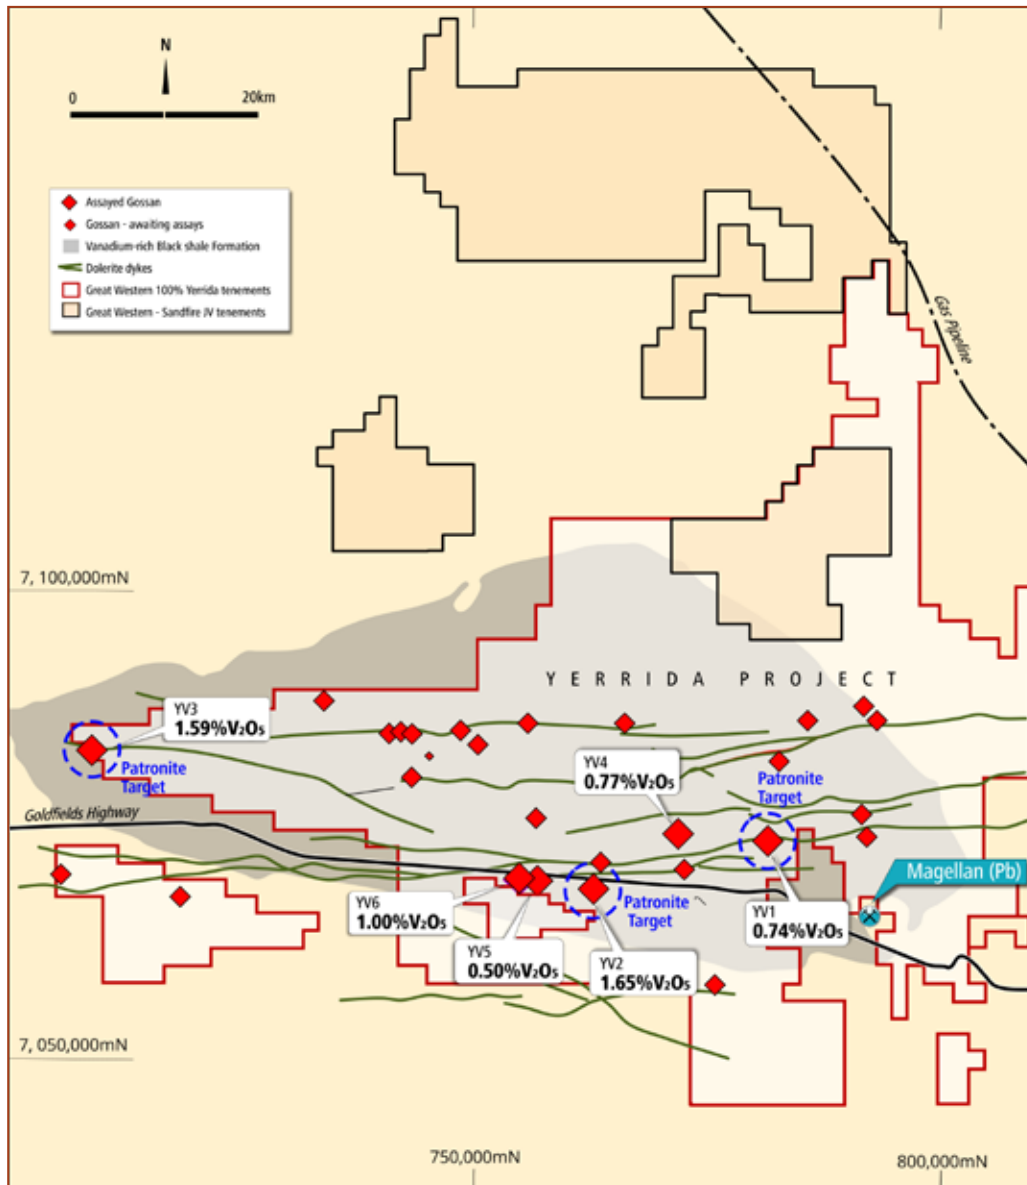 N
0 20km
Assayed Gossan
Gossan - awaiting assays
Vanadium-rich Black shale Formation
Dolerite dykes
Great Western 100% Yerrida tenements
Great Western - Sandfire JV tenements
Gas Pipeline
7, 100,000mN
YERRIDA PROJECT
YV3
1.59%V₂O₅
Patronite
Target
YV4
0.77%V₂O₅
Patronite
Target
Goldfields Highway
Magellan (Pb)
YV6
1.00%V₂O₅
Patronite
Target
YV1
0.74%V₂O₅
YV5
0.50%V₂O₅
YV2
1.65%V₂O₅
7, 050,000mN
750,000mN
800,000mN